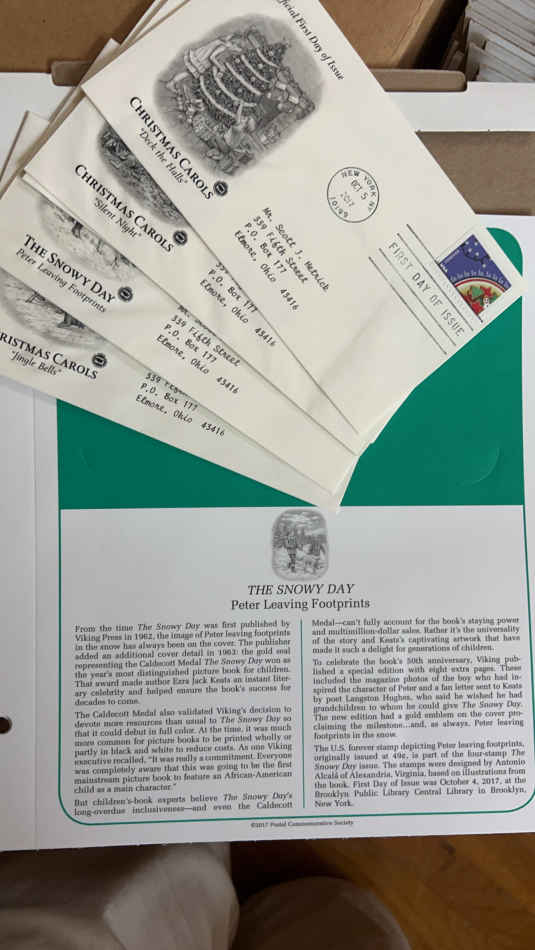 Official First Day of Issue
CHRISTMAS CAROLS
"Deck the Halls"
NEW YORK NY
OCT 5
2017
10199
Mr. Scott J. Hetrick
559 Fifth Street
P.O. Box 177
Elmore, Ohio 43416
FIRST DAY OF ISSUE
CHRISTMAS CAROLS
"Silent Night"
P.O. Box 177
Elmore, Ohio 43416
THE SNOWY DAY
Peter Leaving Footprints
559 Fifth Street
P.O. Box 177
Elmore, Ohio 43416
CHRISTMAS CAROLS
"Jingle Bells"
P.O. Box 177
Elmore, Ohio 43416
THE SNOWY DAY
Peter Leaving Footprints
From the time The Snowy Day was first published by
Viking Press in 1962, the image of Peter leaving footprints
in the snow has always been on the cover. The publisher
added an additional cover detail in 1963: the gold seal
representing the Caldecott Medal The Snowy Day won as
the year's most distinguished picture book for children.
That award made author Ezra Jack Keats an instant liter-
ary celebrity and helped ensure the book's success for
decades to come.
The Caldecott Medal also validated Viking's decision to
devote more resources than usual to The Snowy Day so
that it could debut in full color. At the time, it was much
more common for picture books to be printed wholly or
partly in black and white to reduce costs. As one Viking
executive recalled, "It was really a commitment. Everyone
was completely aware that this was going to be the first
mainstream picture book to feature an African-American
child as a main character."
But children's-book experts believe The Snowy Day's
long-overdue inclusiveness—and even the Caldecott
Medal—can't fully account for the book's staying power
and multimillion-dollar sales. Rather it's the universality
of the story and Keats's captivating artwork that have
made it such a delight for generations of children.
To celebrate the book's 50th anniversary, Viking pub-
lished a special edition with eight extra pages. These
included the magazine photos of the boy who had in-
spired the character of Peter and a fan letter sent to Keats
by poet Langston Hughes, who said he wished he had
grandchildren to whom he could give The Snowy Day.
The new edition had a gold emblem on the cover pro-
claiming the milestone...and, as always, Peter leaving
footprints in the snow.
The U.S. forever stamp depicting Peter leaving footprints,
originally issued at 49¢, is part of the four-stamp The
Snowy Day issue. The stamps were designed by Antonio
Alcalá of Alexandria, Virginia, based on illustrations from
the book. First Day of Issue was October 4, 2017, at the
Brooklyn Public Library Central Library in Brooklyn,
New York.
©2017 Postal Commemorative Society